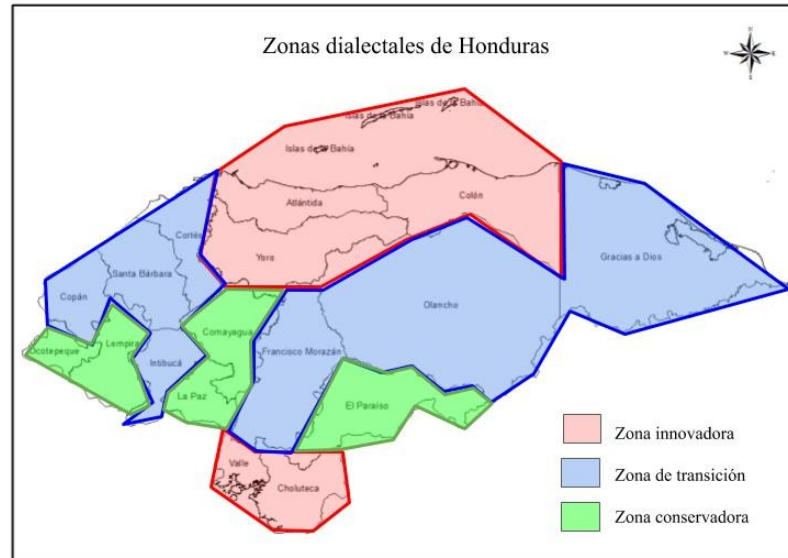 Zonas dialectales de Honduras
Islas de la Bahía
Islas de la Bahía
Islas de la Bahía
Atlántida
Colón
Cortés
Yoro
Gracias a Dios
Santa Bárbara
Copán
Olancho
Comayagua
Lempira
Ocotepeque
Francisco Morazán
Intibucá
La Paz
El Paraíso
Valle
Choluteca
Zona innovadora
Zona de transición
Zona conservadora